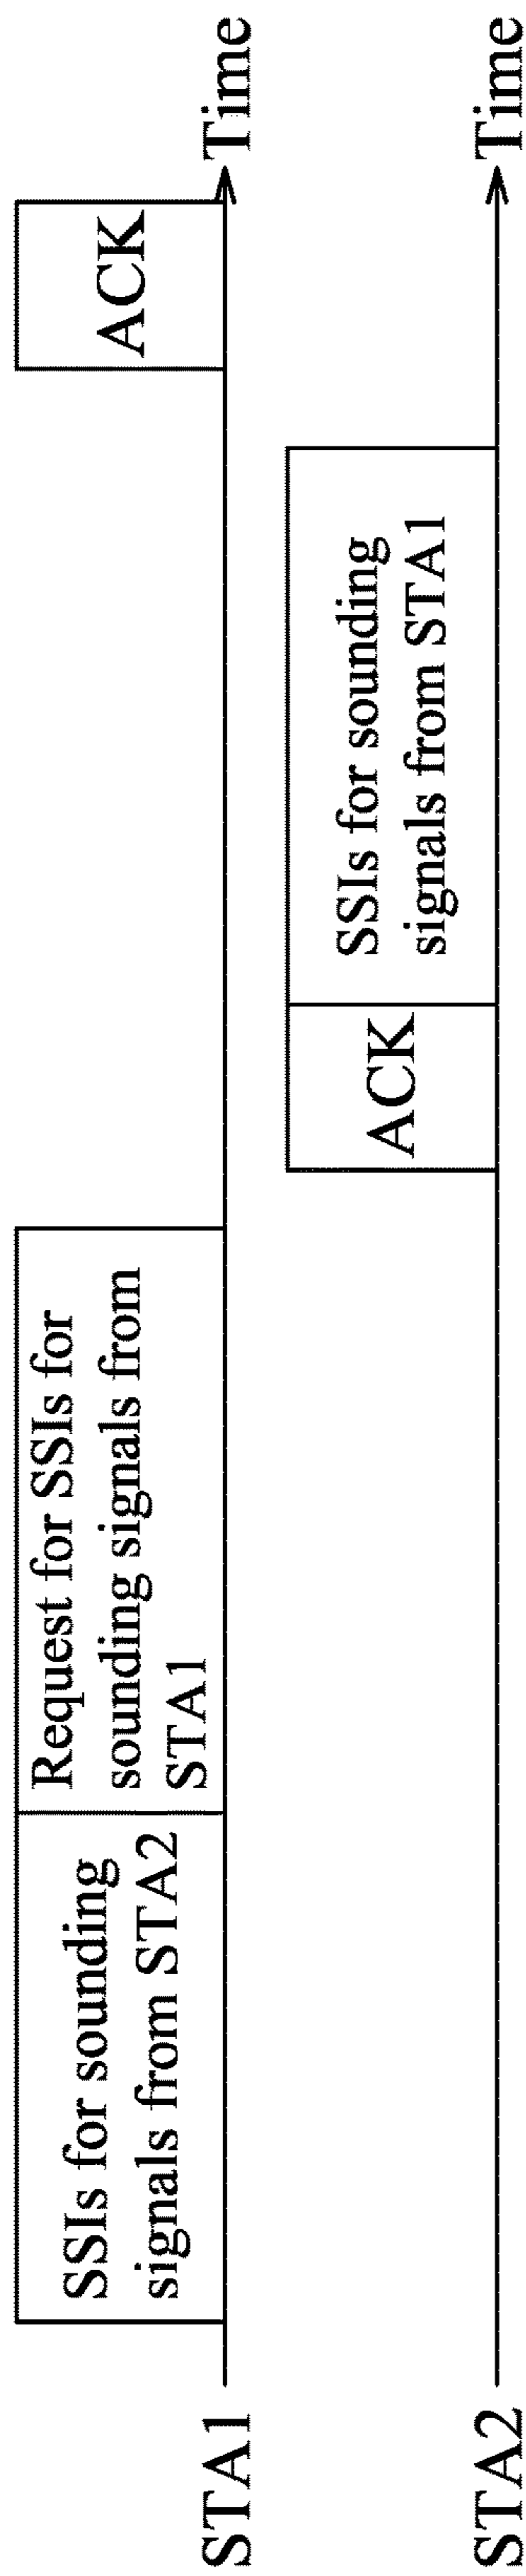 STA1
SSIs for sounding
signals from STA2
Request for SSIs for
sounding signals from
STA1
ACK
Time
STA2
ACK
SSIs for sounding
signals from STA1
Time